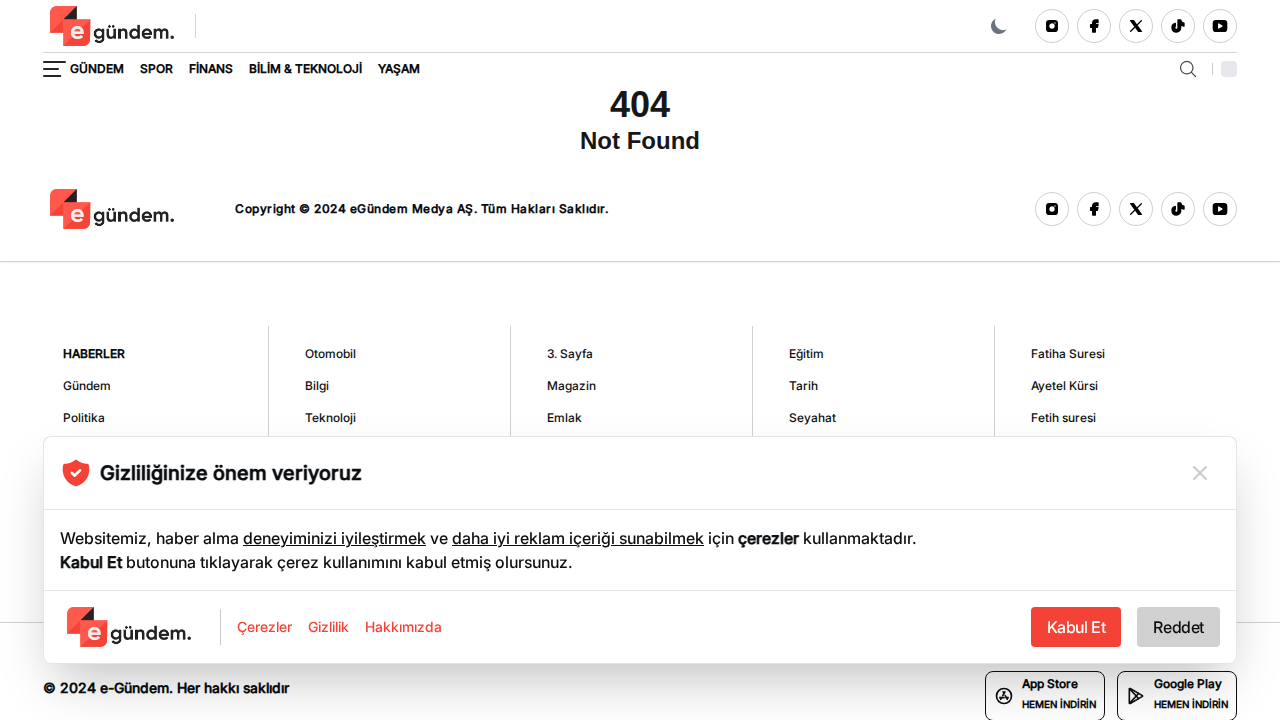 e gündem.
GÜNDEM SPOR FİNANS BİLİM & TEKNOLOJİ YAŞAM
404
Not Found
e gündem.
Copyright © 2024 eGündem Medya AŞ. Tüm Hakları Saklıdır.
HABERLER Otomobil 3. Sayfa Eğitim Fatiha Suresi
Gündem Bilgi Magazin Tarih Ayetel Kürsi
Politika Teknoloji Emlak Seyahat Fetih suresi
Gizliliğinize önem veriyoruz
Websitemiz, haber alma deneyiminizi iyileştirmek ve daha iyi reklam içeriği sunabilmek için çerezler kullanmaktadır.
Kabul Et butonuna tıklayarak çerez kullanımını kabul etmiş olursunuz.
e gündem.
Çerezler Gizlilik Hakkımızda
Kabul Et Reddet
© 2024 e-Gündem. Her hakkı saklıdır
App Store
HEMEN İNDİRİN
Google Play
HEMEN İNDİRİN